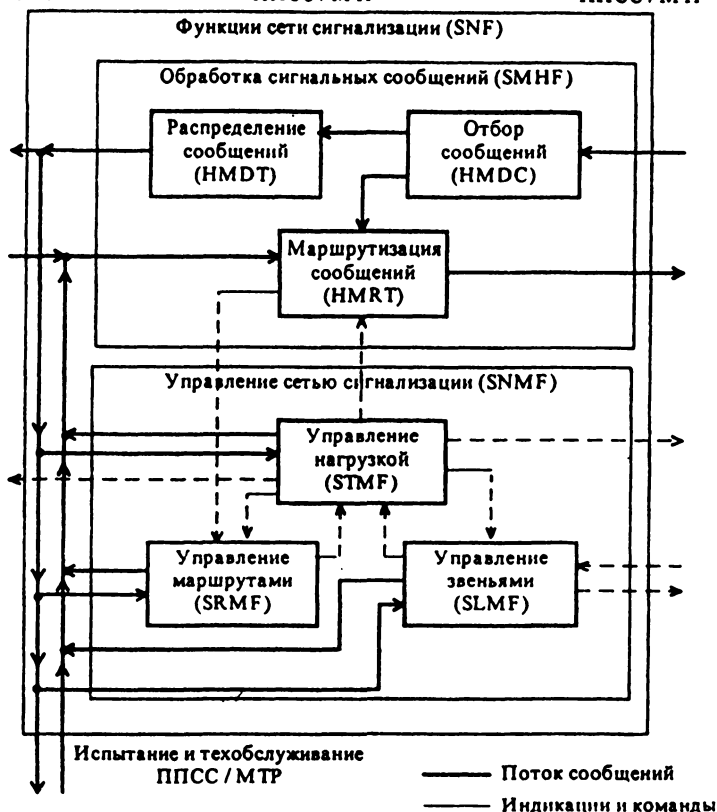 Функции сети сигнализации (SNF)
Обработка сигнальных сообщений (SMHF)
Распределение
сообщений
(HMDT)
Отбор
сообщений
(HMDC)
Маршрутизация
сообщений
(HMRT)
Управление сетью сигнализации (SNMF)
Управление
нагрузкой
(STMF)
Управление
маршрутами
(SRMF)
Управление
звеньями
(SLMF)
Испытание и техобслуживание
ППСС / МТР
Поток сообщений
Индикации и команды